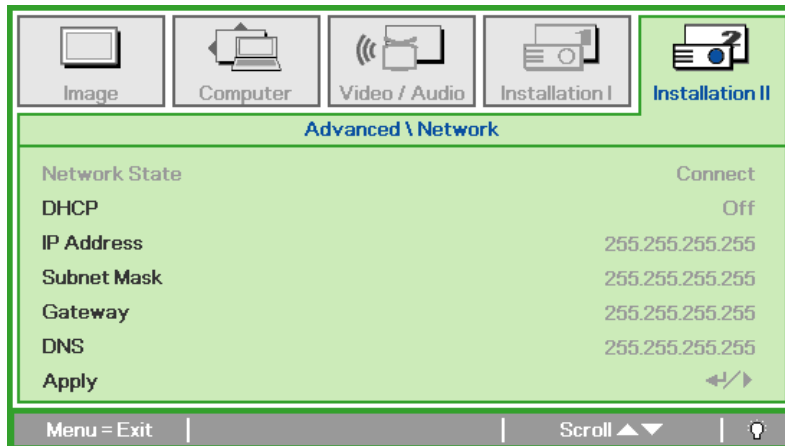 Image Computer Video / Audio Installation I Installation II
Advanced \ Network
Network State Connect
DHCP Off
IP Address 255.255.255.255
Subnet Mask 255.255.255.255
Gateway 255.255.255.255
DNS 255.255.255.255
Apply
Menu = Exit Scroll